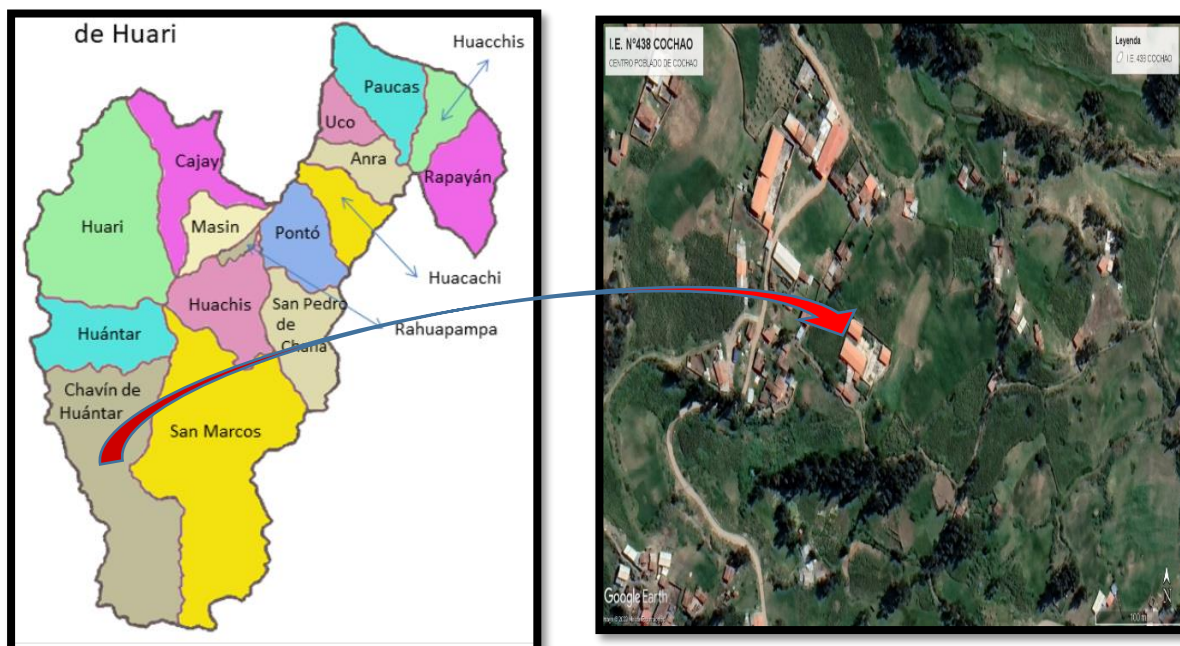 de Huari
Huacchis
Paucas
Uco
Anra
Cajay
Rapayán
Masin
Huari
Pontó
Huacachi
Huachis
San Pedro
de
Chana
Rahuapampa
Huántar
Chavín de
Huántar
San Marcos
I.E. N°438 COCHAO
CENTRO POBLADO DE COCHAO
Leyenda
I.E. 438 COCHAO
Google Earth
N
100 m